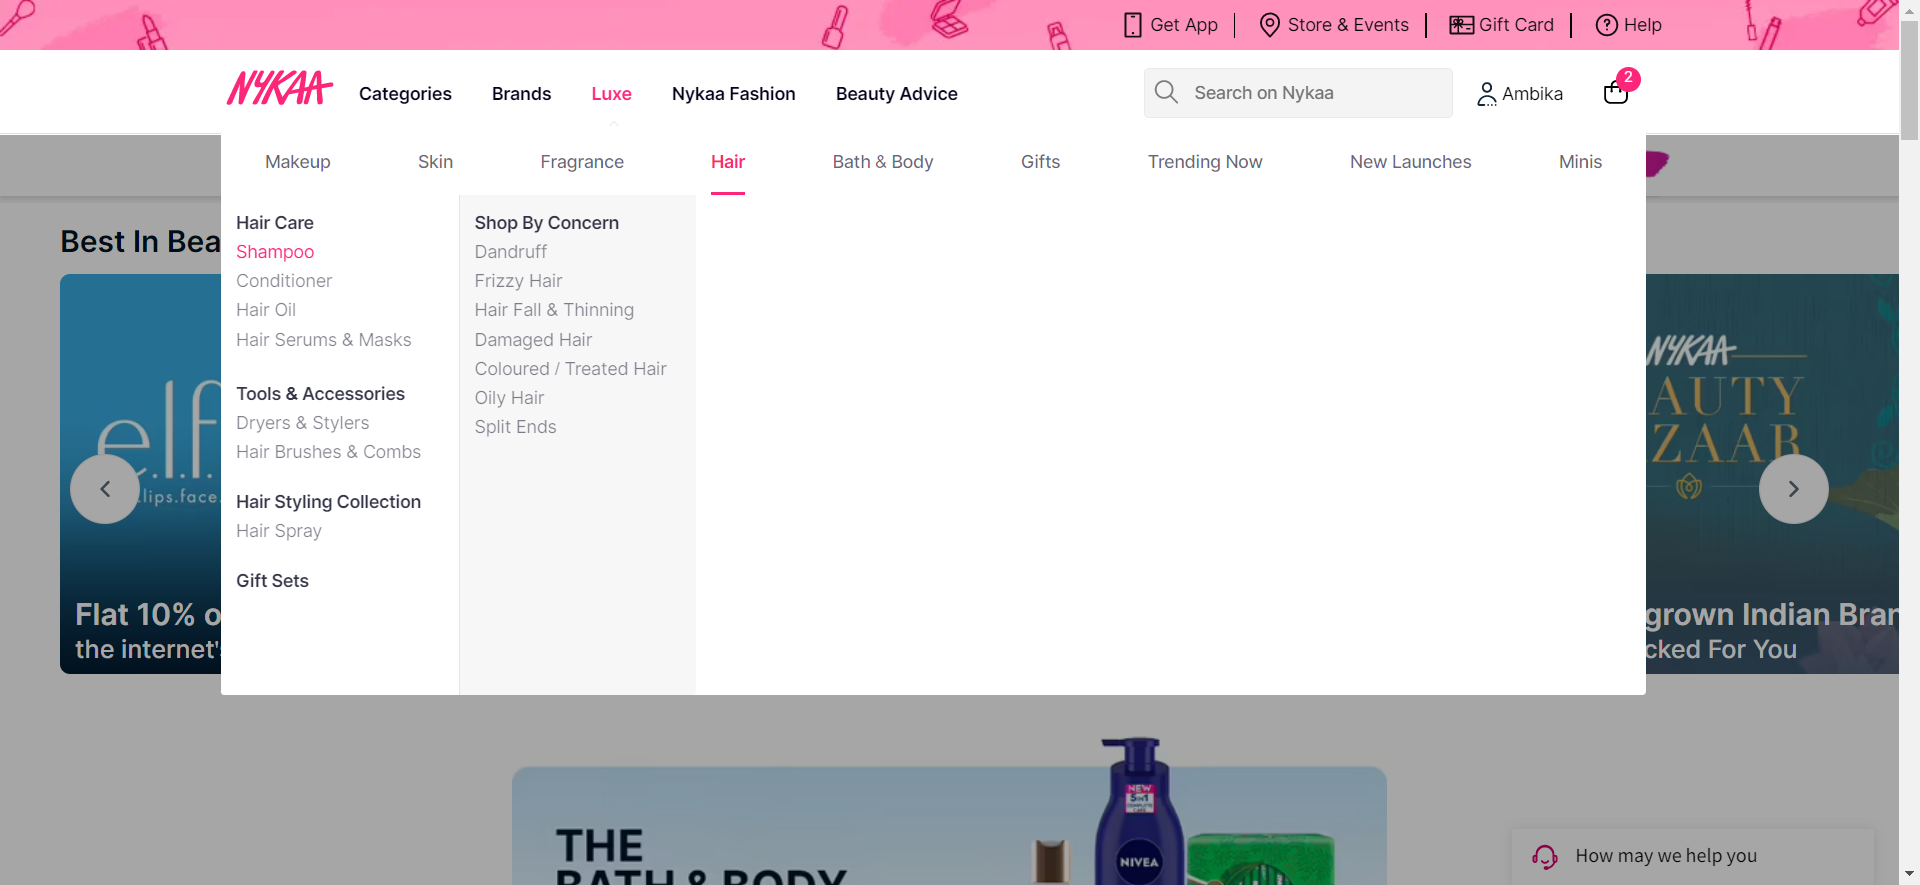 Get App
Store & Events
Gift Card
Help
NYKAA
Categories
Brands
Luxe
Nykaa Fashion
Beauty Advice
Search on Nykaa
Ambika
2
Makeup
Skin
Fragrance
Hair
Bath & Body
Gifts
Trending Now
New Launches
Minis
Hair Care
Shampoo
Conditioner
Hair Oil
Hair Serums & Masks
Tools & Accessories
Dryers & Stylers
Hair Brushes & Combs
Hair Styling Collection
Hair Spray
Gift Sets
Shop By Concern
Dandruff
Frizzy Hair
Hair Fall & Thinning
Damaged Hair
Coloured / Treated Hair
Oily Hair
Split Ends
Best In Bea
e.l.f
lips.face
Flat 10% o
the internet's
NYKAA
AUTY
ZAAB
grown Indian Bran
cked For You
THE
BATH & BODY
NEW
5 IN 1
NIVEA
How may we help you